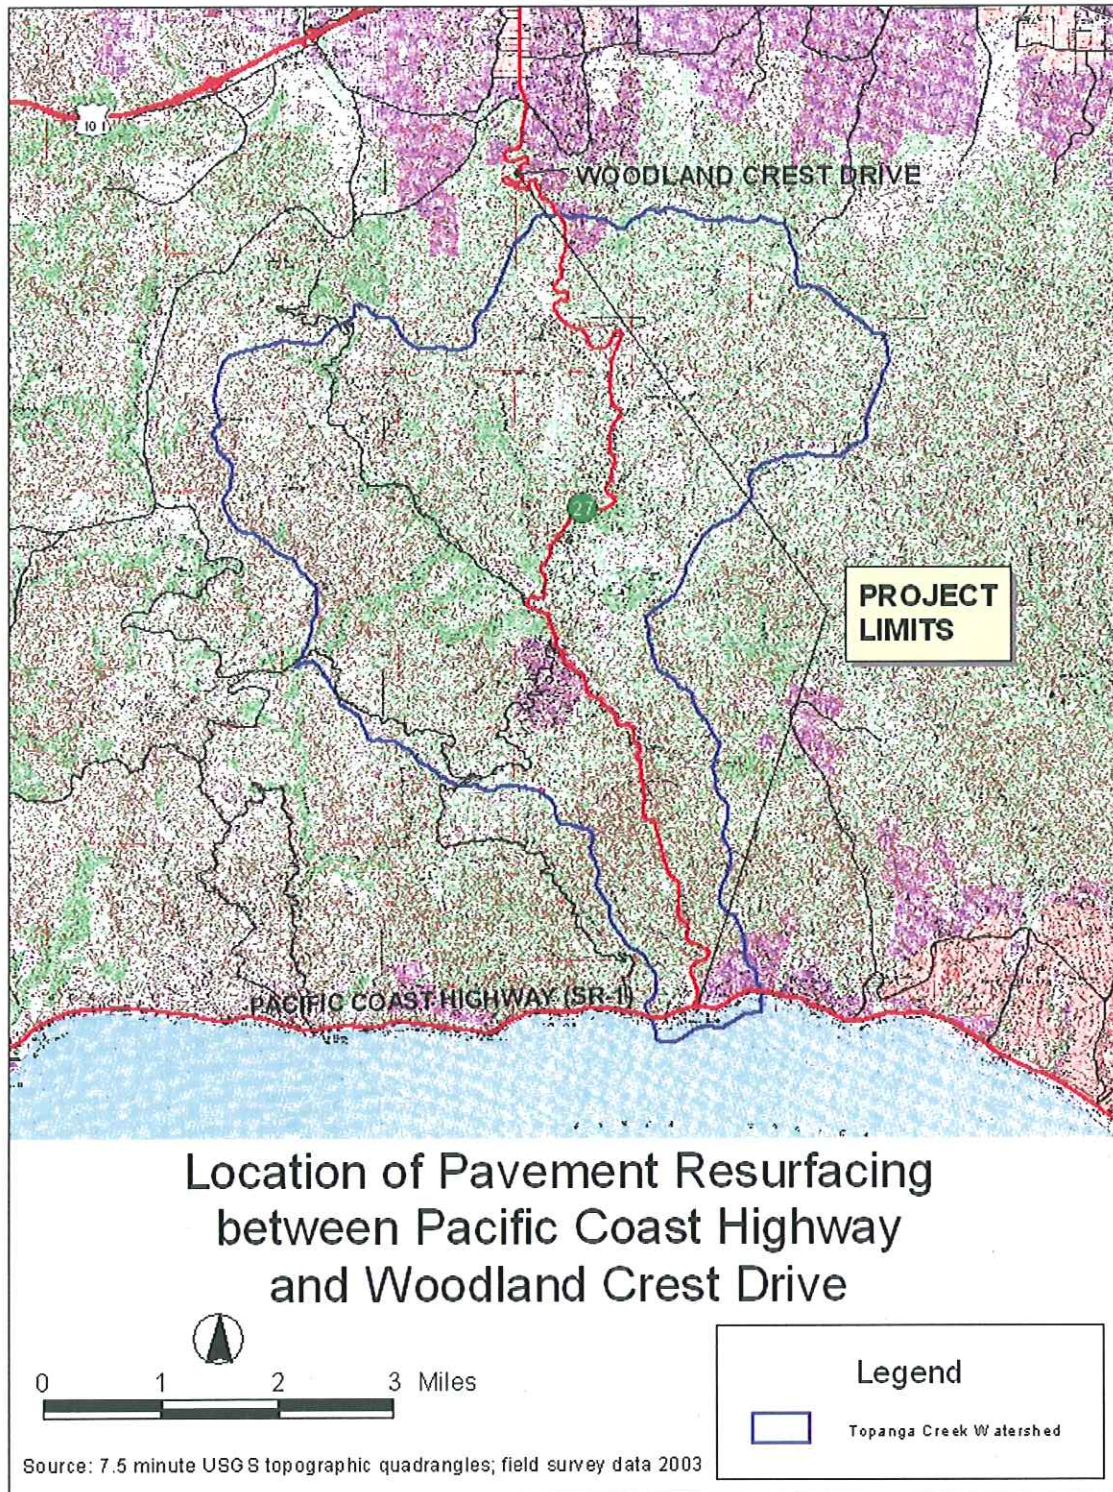 101
WOODLAND CREST DRIVE
27
PROJECT
LIMITS
PACIFIC COAST HIGHWAY (SR-1)
Location of Pavement Resurfacing
between Pacific Coast Highway
and Woodland Crest Drive
0 1 2 3 Miles
Legend
Topanga Creek Watershed
Source: 7.5 minute USGS topographic quadrangles; field survey data 2003